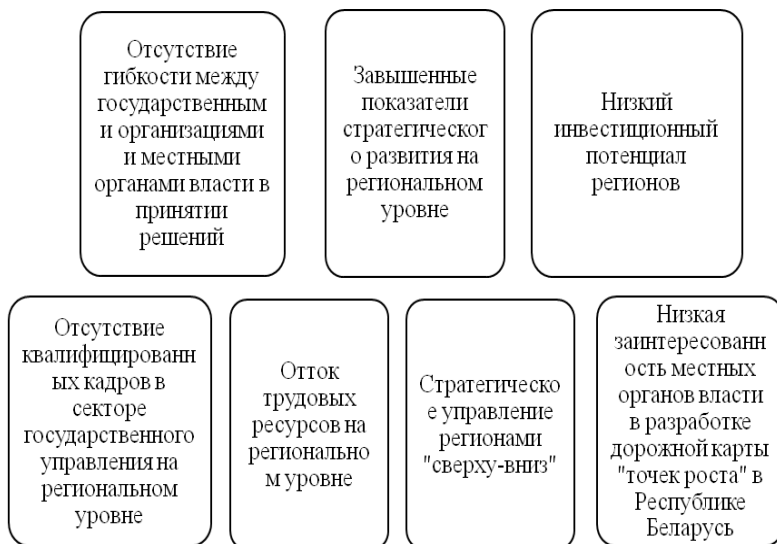 Отсутствие
гибкости между
государственным
и организациями
и местными
органами власти в
принятии
решений
Завышенные
показатели
стратегическог
о развития на
региональном
уровне
Низкий
инвестиционный
потенциал
регионов
Отсутствие
квалифицированн
ых кадров в
секторе
государственного
управления на
региональном
уровне
Отток
трудовых
ресурсов на
регионально
м уровне
Стратегическо
е управление
регионами
"сверху-вниз"
Низкая
заинтересован
ность местных
органов власти
в разработке
дорожной карты
"точек роста" в
Республике
Беларусь